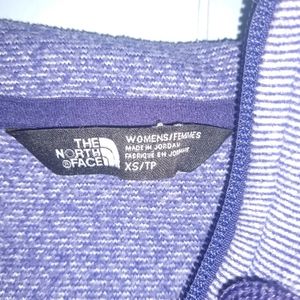 THE
NORTH
FACE
WOMENS/FEMMES
MADE IN JORDAN
FABRIQUÉ EN JORDANIE
XS/TP